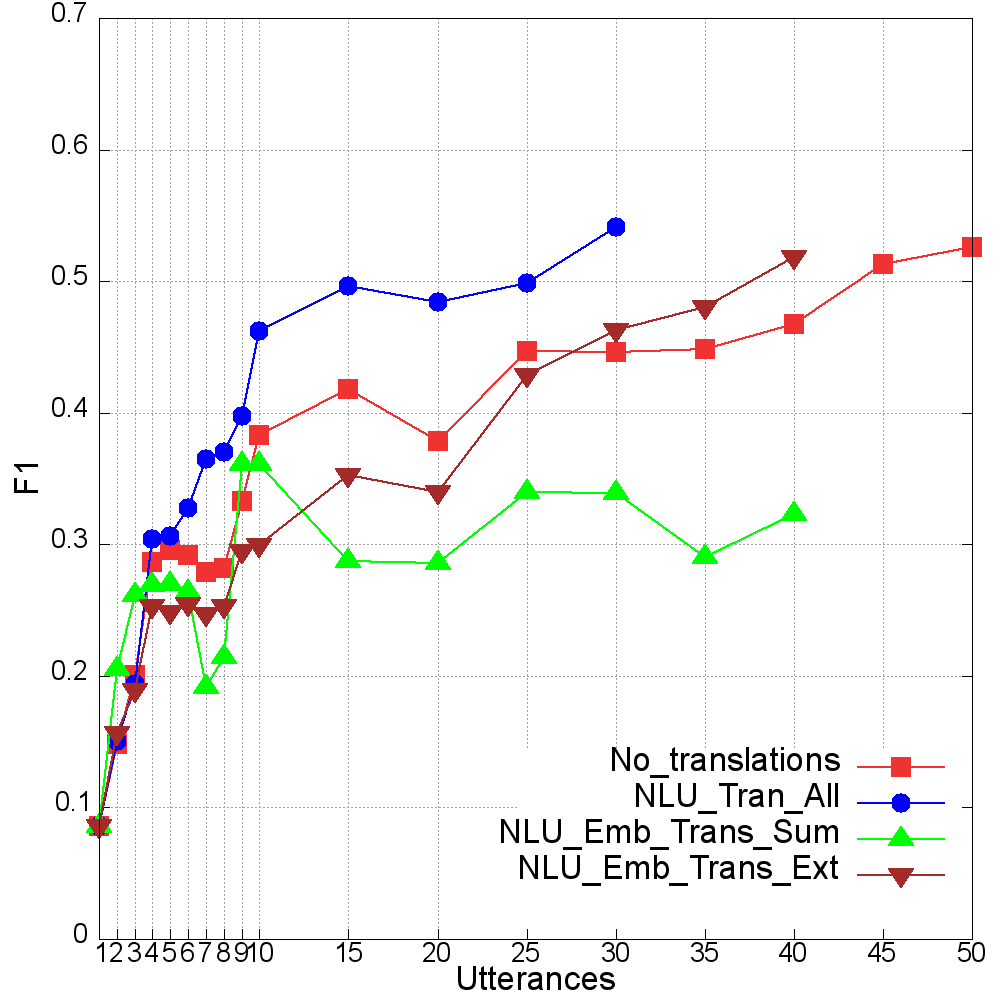 0.7
0.6
0.5
0.4
0.3
0.2
0.1
0
F1
No_translations
NLU_Tran_All
NLU_Emb_Trans_Sum
NLU_Emb_Trans_Ext
1 2 3 4 5 6 7 8 9 10 15 20 25 30 35 40 45 50
Utterances